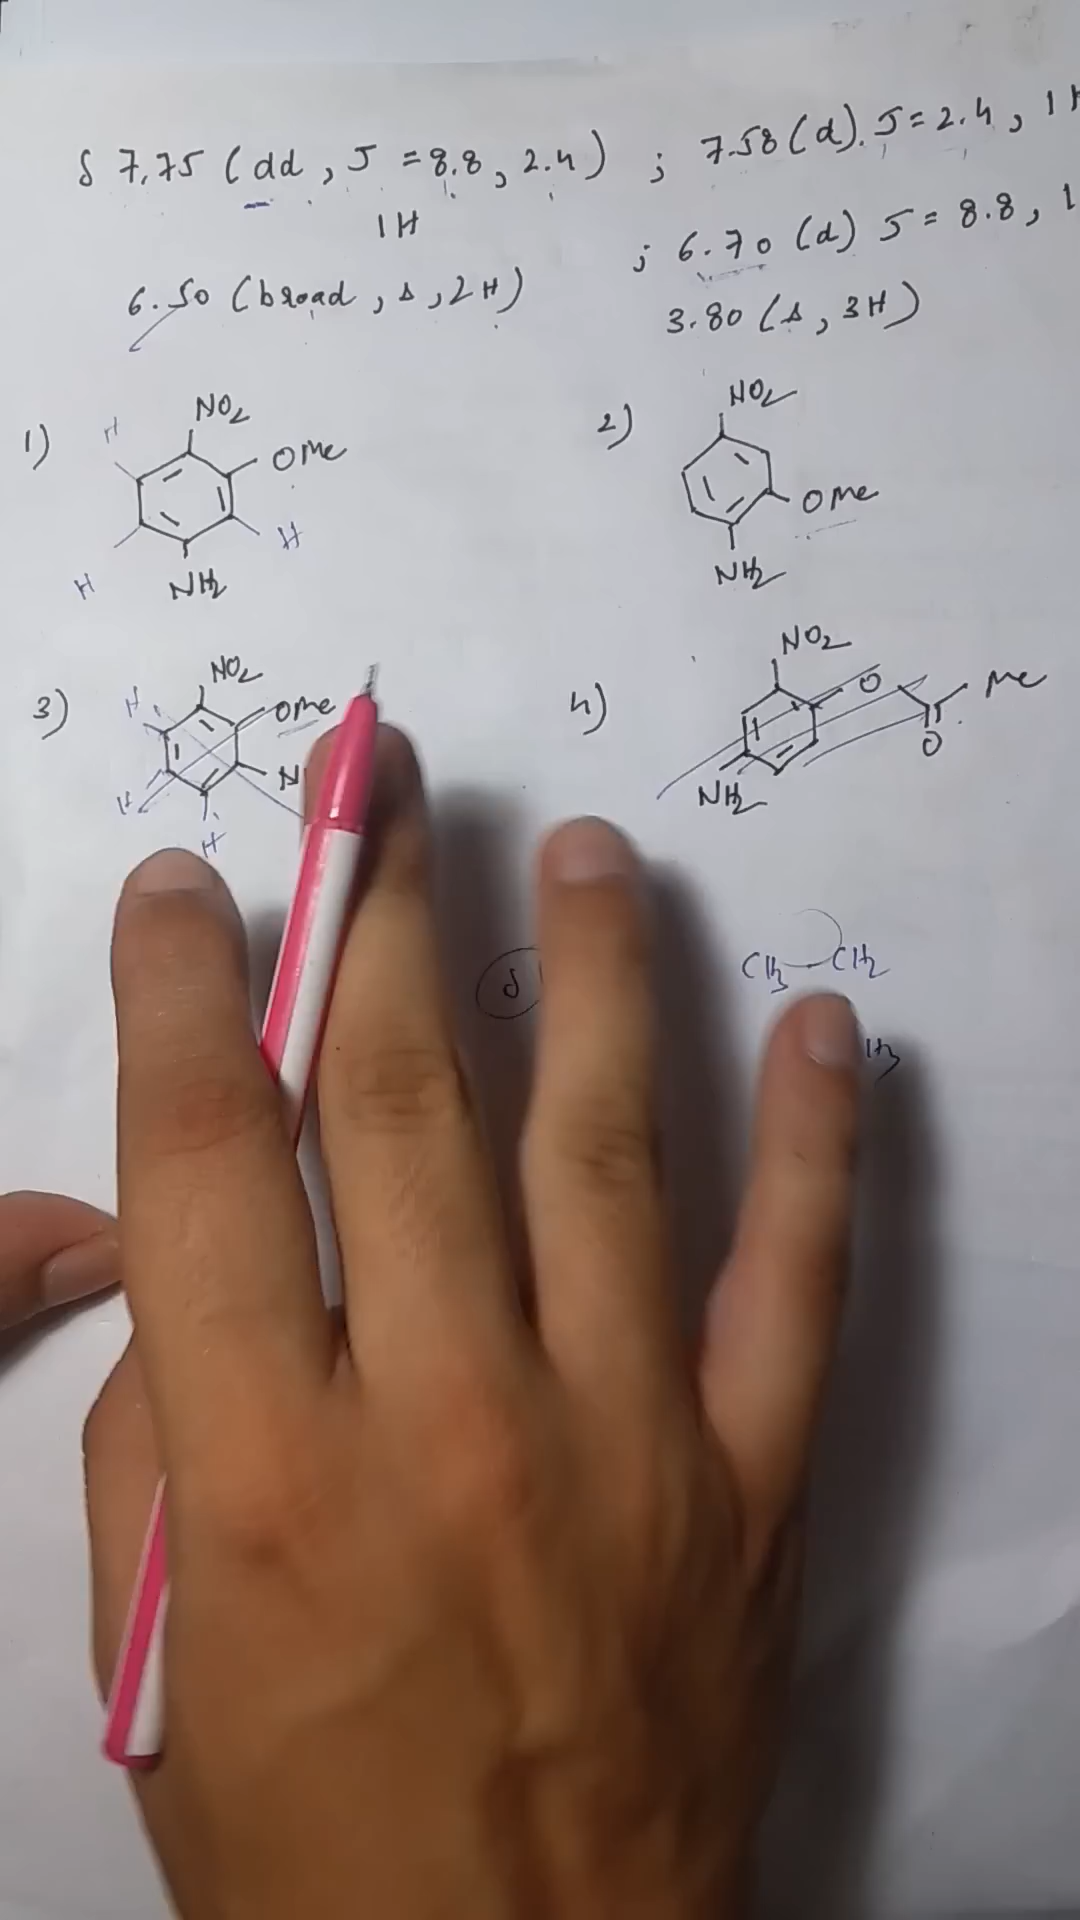 δ 7.75 (dd, J = 8.8, 2.4) ; 7.58 (d). J = 2.4, 1H
1H
; 6.70 (d) J = 8.8, 1
6.50 (broad, s, 2H)
3.80 (s, 3H)
1)
NO2
OMe
H
H
H
NH2
2)
NO2
OMe
NH2
3)
NO2
OMe
H
N
H
H
4)
NO2
O
Me
O
NH2
δ
CH3 CH2
H3